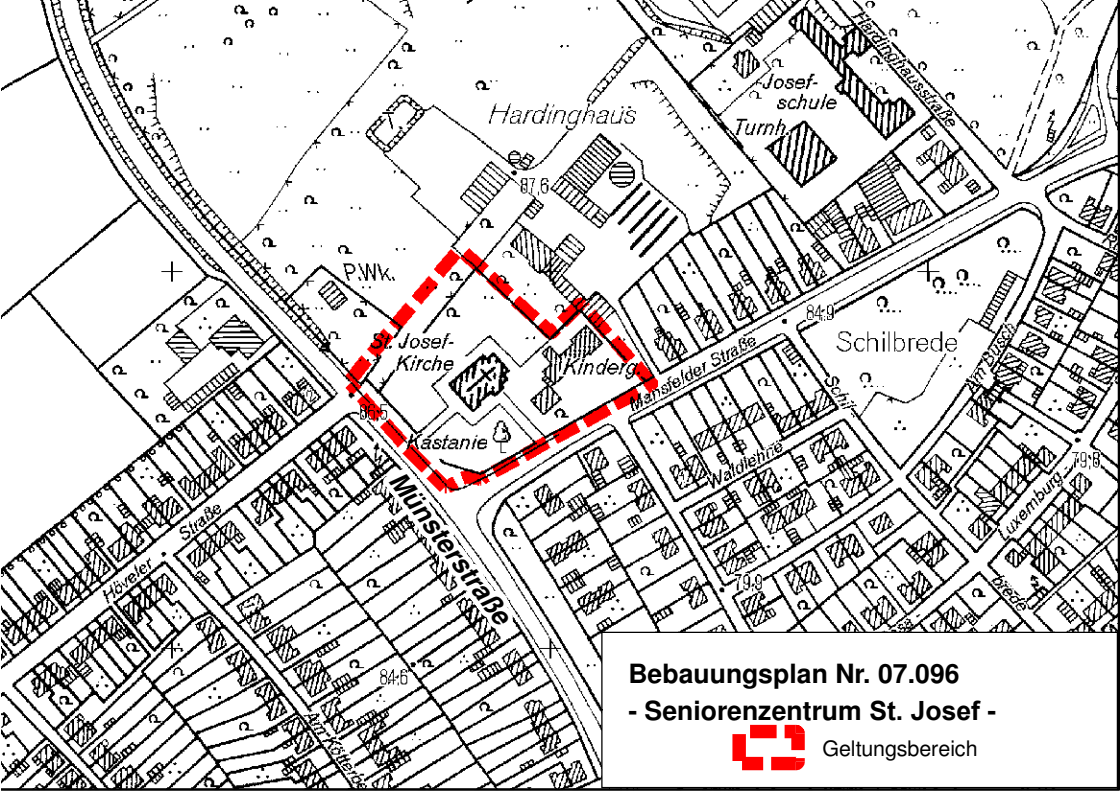 Hardinghausstraße
Josef-
schule
Turnh.
Hardinghaus
87,6
P.Wk.
84,9
St. Josef-
Kirche
Schilbrede
Kinderg.
Mansfelder Straße
86,5
Kastanie
Waldlehne
79,8
Münsterstraße
Luxemburg
Straße
Höveler
79,9
84,6
Bebauungsplan Nr. 07.096
- Seniorenzentrum St. Josef -
Geltungsbereich